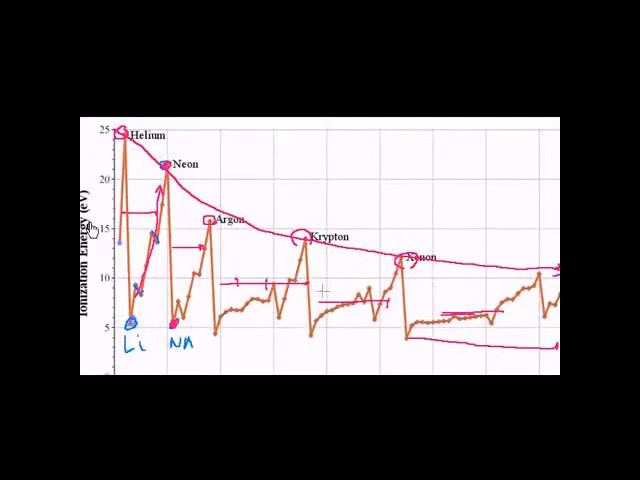 25
Helium
20
Neon
15
Argon
Krypton
Xenon
10
5
Ionization Energy (eV)
Li
NA